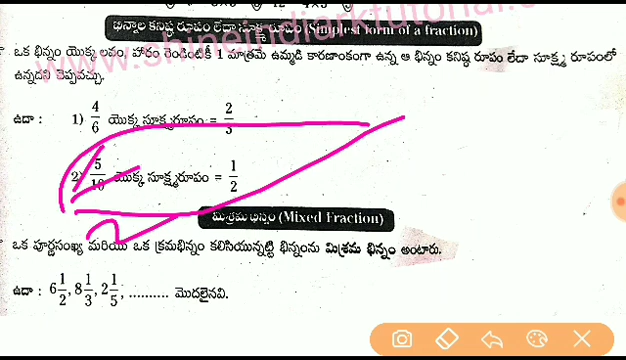 భిన్నాల కనిష్ఠ రూపం లేదా సూక్ష్మ రూపం (Simplest form of a fraction)
ఒక భిన్నం యొక్క లవం, హారం రెండింటికీ 1 మాత్రమే ఉమ్మడి కారణాంకంగా ఉన్న ఆ భిన్నం కనిష్ఠ రూపం లేదా సూక్ష్మ రూపంలో
ఉన్నదని చెప్పవచ్చు.
ఉదా : 1) 4/6 యొక్క సూక్ష్మరూపం = 2/3
2) 5/10 యొక్క సూక్ష్మరూపం = 1/2
మిశ్రమ భిన్నం (Mixed Fraction)
ఒక పూర్ణసంఖ్య మరియు ఒక క్రమభిన్నం కలిసియున్నట్టి భిన్నంను మిశ్రమ భిన్నం అంటారు.
ఉదా : 6 1/2, 8 1/3, 2 1/5, .......... మొదలైనవి.